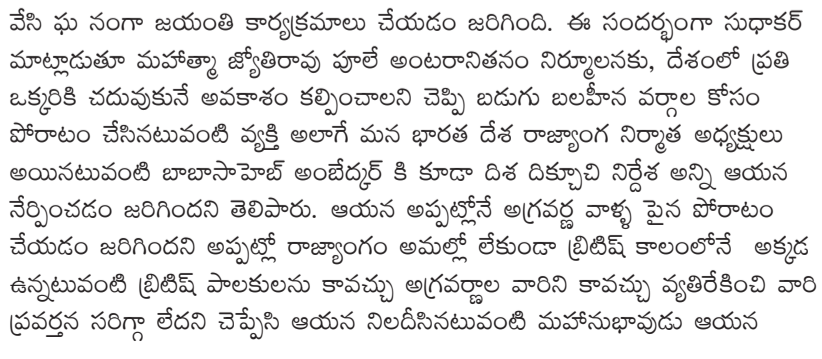 వేసి ఘ నంగా జయంతి కార్యక్రమాలు చేయడం జరిగింది. ఈ సందర్భంగా సుధాకర్
మాట్లాడుతూ మహాత్మా జ్యోతిరావు పూలే అంటరానితనం నిర్మూలనకు, దేశంలో ప్రతి
ఒక్కరికి చదువుకునే అవకాశం కల్పించాలని చెప్పి బడుగు బలహీన వర్గాల కోసం
పోరాటం చేసినటువంటి వ్యక్తి అలాగే మన భారత దేశ రాజ్యాంగ నిర్మాత అధ్యక్షులు
అయినటువంటి బాబాసాహెబ్ అంబేద్కర్ కి కూడా దిశ దిక్చూచి నిర్దేశ అన్ని ఆయన
నేర్పించడం జరిగిందని తెలిపారు. ఆయన అప్పట్లోనే అగ్రవర్ణ వాళ్ళ పైన పోరాటం
చేయడం జరిగిందని అప్పట్లో రాజ్యాంగం అమల్లో లేకుండా బ్రిటిష్ కాలంలోనే అక్కడ
ఉన్నటువంటి బ్రిటిష్ పాలకులను కావచ్చు అగ్రవర్ణాల వారిని కావచ్చు వ్యతిరేకించి వారి
ప్రవర్తన సరిగ్గా లేదని చెప్పేసి ఆయన నిలదీసినటువంటి మహానుభావుడు ఆయన